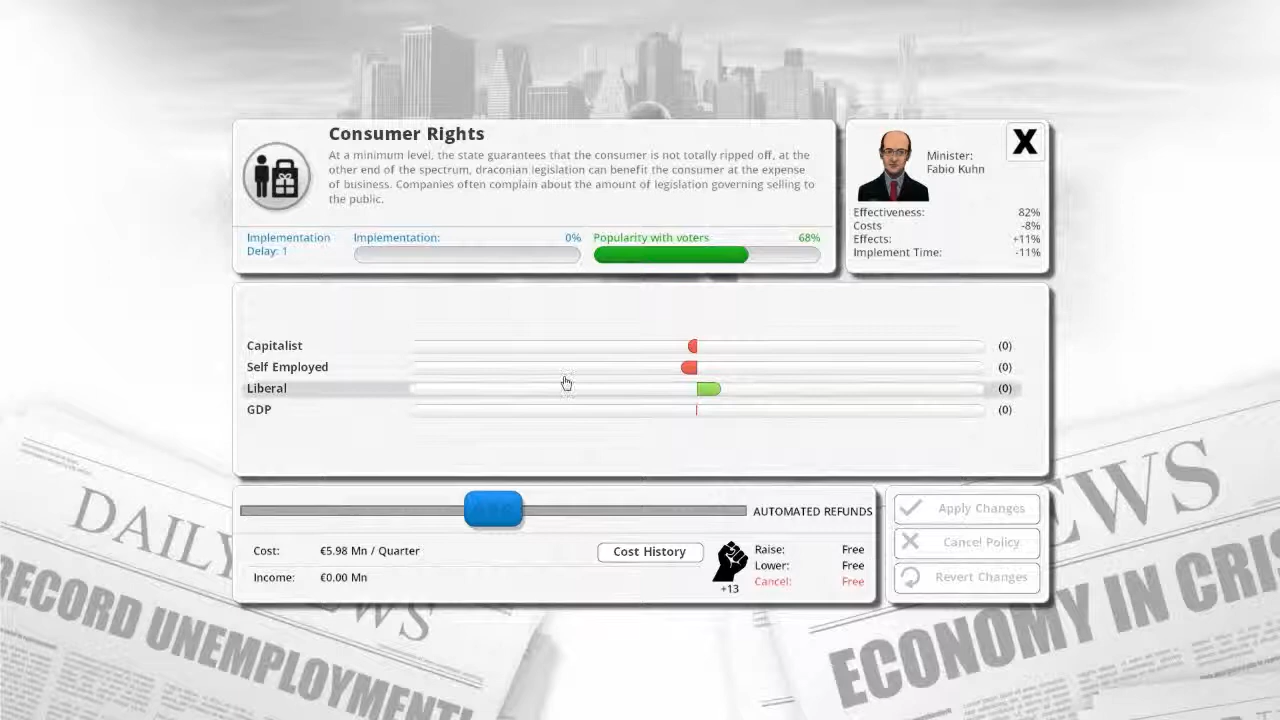 Consumer Rights
At a minimum level, the state guarantees that the consumer is not totally ripped off, at the
other end of the spectrum, draconian legislation can benefit the consumer at the expense
of business. Companies often complain about the amount of legislation governing selling to
the public.
Implementation
Delay: 1
Implementation: 0%
Popularity with voters 68%
X
Minister:
Fabio Kuhn
Effectiveness: 82%
Costs -8%
Effects: +11%
Implement Time: -11%
Capitalist (0)
Self Employed (0)
Liberal (0)
GDP (0)
AUTOMATED REFUNDS
Cost: €5.98 Mn / Quarter
Income: €0.00 Mn
Cost History
+13
Raise: Free
Lower: Free
Cancel: Free
Apply Changes
Cancel Policy
Revert Changes
DAILY
NEWS
RECORD UNEMPLOYMENT
NEWS
ECONOMY IN CRIS